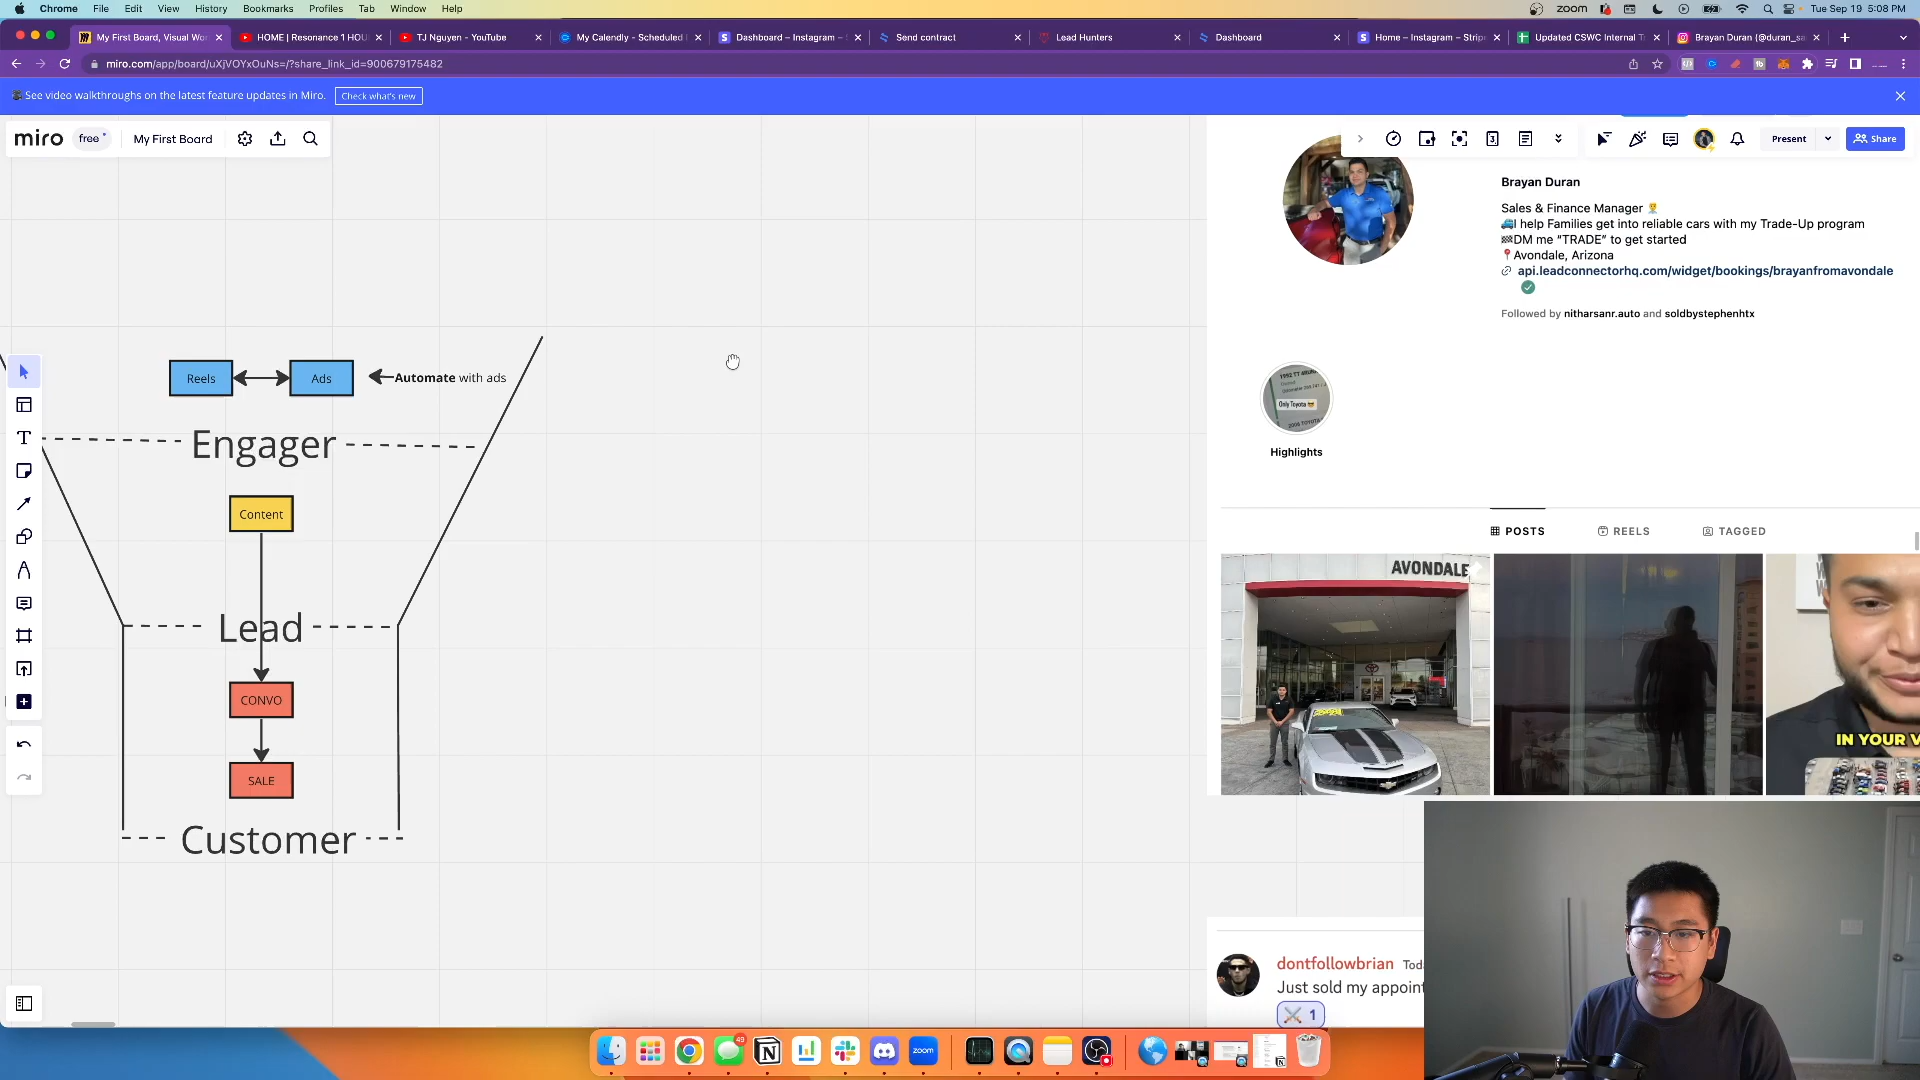 Chrome File Edit View History Bookmarks Profiles Tab Window Help
zoom Tue Sep 19 5:08 PM
My First Board, Visual Wor
HOME | Resonance 1 HOU
TJ Nguyen - YouTube
My Calendly - Scheduled
Dashboard – Instagram –
Send contract
Lead Hunters
Dashboard
Home – Instagram – Strip
Updated CSWC Internal T
Brayan Duran (@duran_sa
miro.com/app/board/uXjVOYxOuNs=/?share_link_id=900679175482
See video walkthroughs on the latest feature updates in Miro. Check what's new
miro free My First Board
Present Share
Brayan Duran
Sales & Finance Manager
I help Families get into reliable cars with my Trade-Up program
DM me “TRADE” to get started
Avondale, Arizona
api.leadconnectorhq.com/widget/bookings/brayanfromavondale
Followed by nitharsanr.auto and soldbystephenhtx
Reels Ads Automate with ads
Engager
Content
Lead
CONVO
SALE
Customer
Only Toyota
Highlights
POSTS REELS TAGGED
AVONDALE
IN YOUR V
dontfollowbrian Tod
Just sold my appoint
1
49
zoom